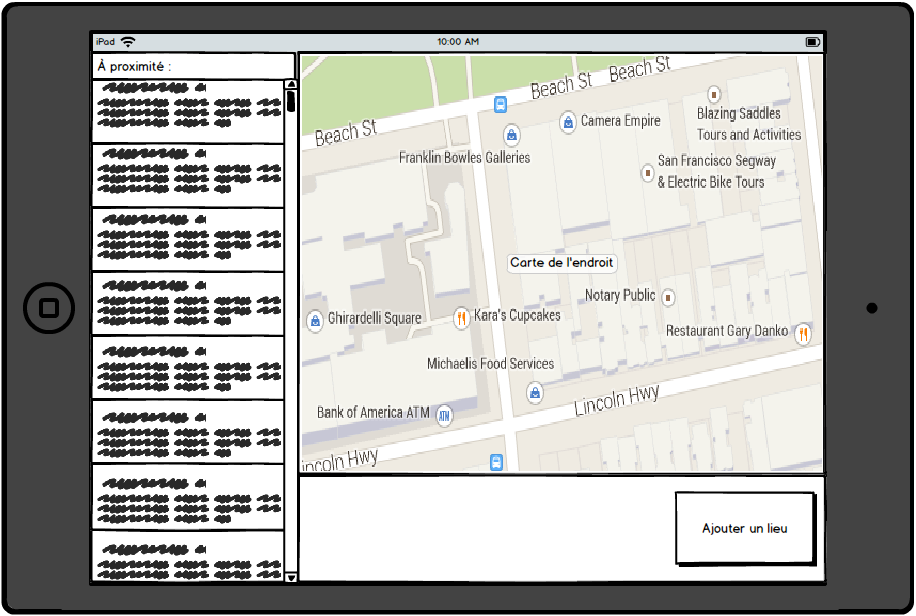 iPod
10:00 AM
À proximité :
Beach St
Beach St
Beach St
Camera Empire
Blazing Saddles
Tours and Activities
Franklin Bowles Galleries
San Francisco Segway
& Electric Bike Tours
Carte de l'endroit
Notary Public
Ghirardelli Square
Kara's Cupcakes
Restaurant Gary Danko
Michaelis Food Services
Lincoln Hwy
Bank of America ATM
ATM
incoln Hwy
Ajouter un lieu